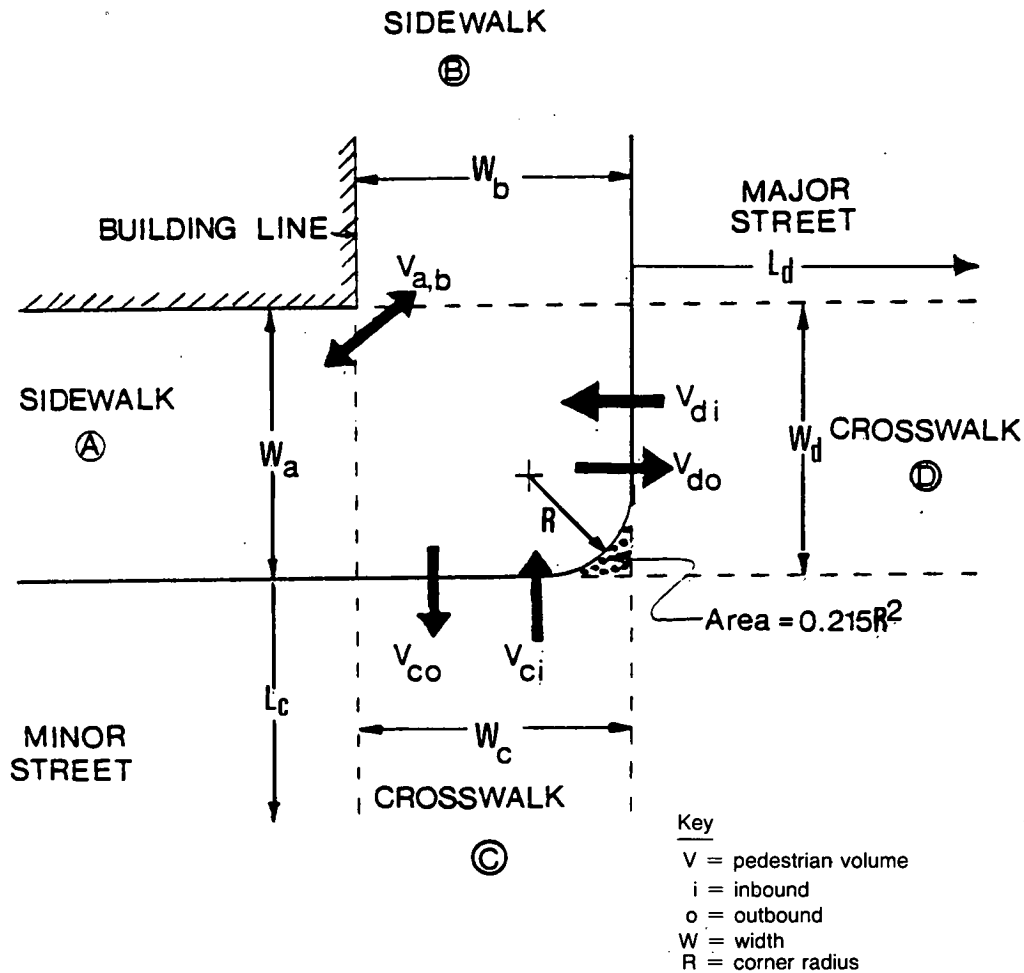 SIDEWALK
Ⓑ
W_b
MAJOR
STREET
BUILDING LINE
L_d
V_a,b
SIDEWALK
Ⓐ
W_a
V_di
W_d
CROSSWALK
Ⓓ
V_do
R
Area = 0.215R²
V_co
V_ci
L_c
MINOR
STREET
W_c
CROSSWALK
Ⓒ
Key
V = pedestrian volume
i = inbound
o = outbound
W = width
R = corner radius